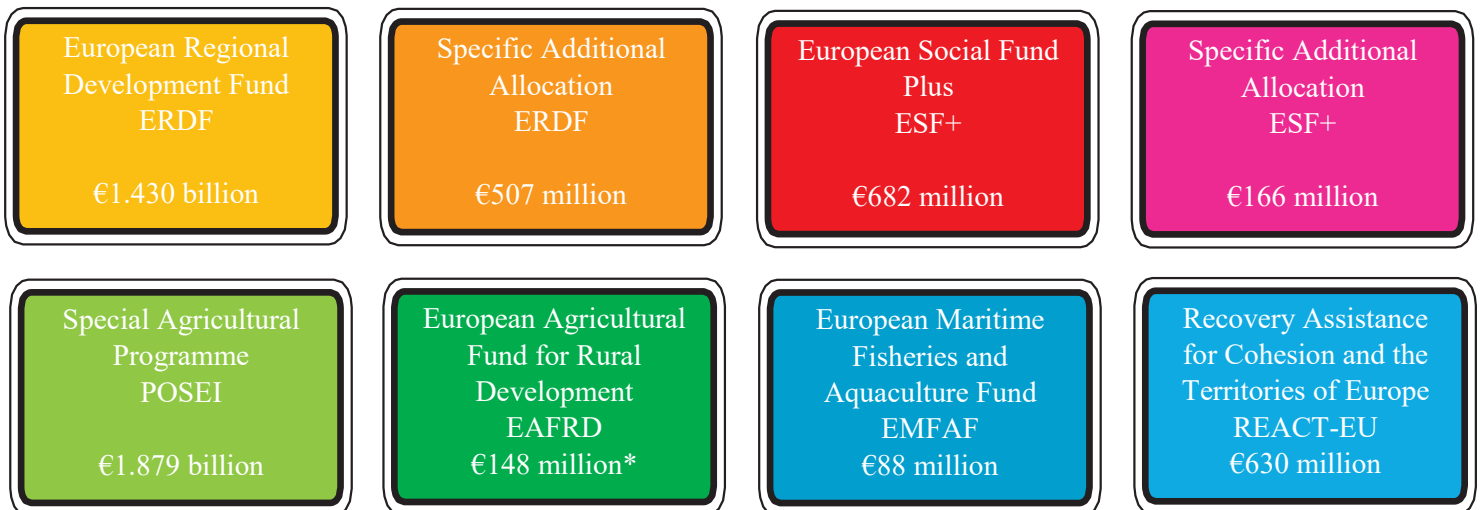 European Regional
Development Fund
ERDF
€1.430 billion
Specific Additional
Allocation
ERDF
€507 million
European Social Fund
Plus
ESF+
€682 million
Specific Additional
Allocation
ESF+
€166 million
Special Agricultural
Programme
POSEI
€1.879 billion
European Agricultural
Fund for Rural
Development
EAFRD
€148 million*
European Maritime
Fisheries and
Aquaculture Fund
EMFAF
€88 million
Recovery Assistance
for Cohesion and the
Territories of Europe
REACT-EU
€630 million